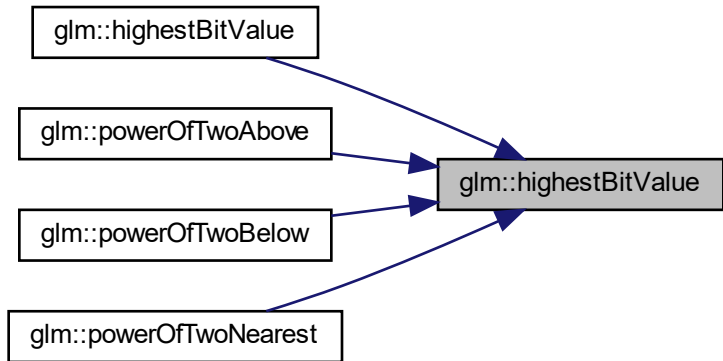 glm::highestBitValue
glm::powerOfTwoAbove
glm::highestBitValue
glm::powerOfTwoBelow
glm::powerOfTwoNearest